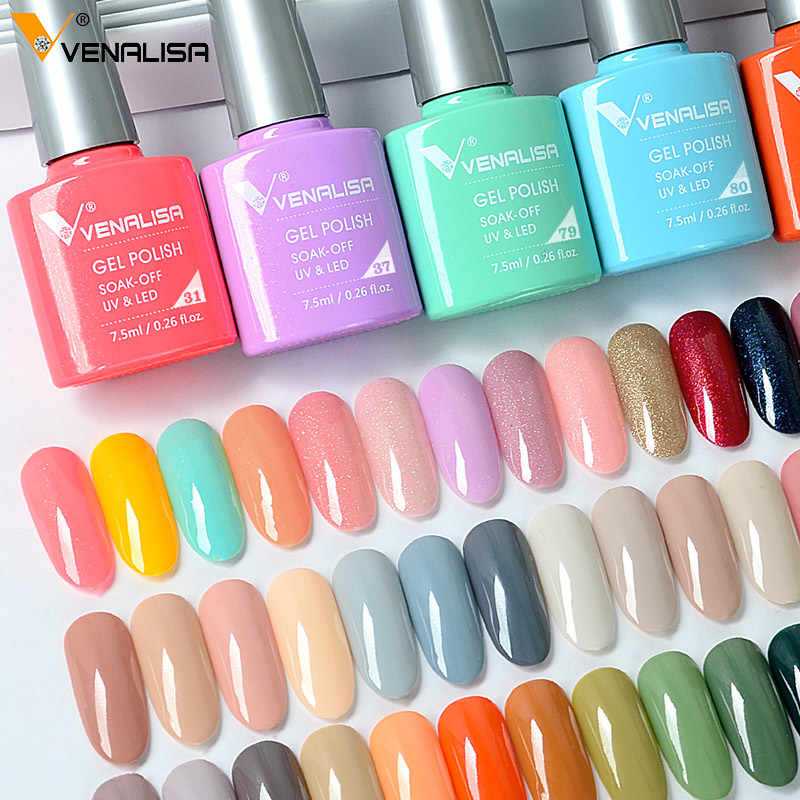 V® VENALISA
V®
VENALISA
GEL POLISH
SOAK-OFF
UV & LED
31
7.5ml / 0.26 fl.oz.
V®
VENALISA
GEL POLISH
SOAK-OFF
UV & LED
37
7.5ml / 0.26 fl.oz.
V®
VENALISA
GEL POLISH
SOAK-OFF
UV & LED
79
7.5ml / 0.26 fl.oz.
V®
VENALISA
GEL POLISH
SOAK-OFF
UV & LED
80
7.5ml / 0.26 fl.oz.